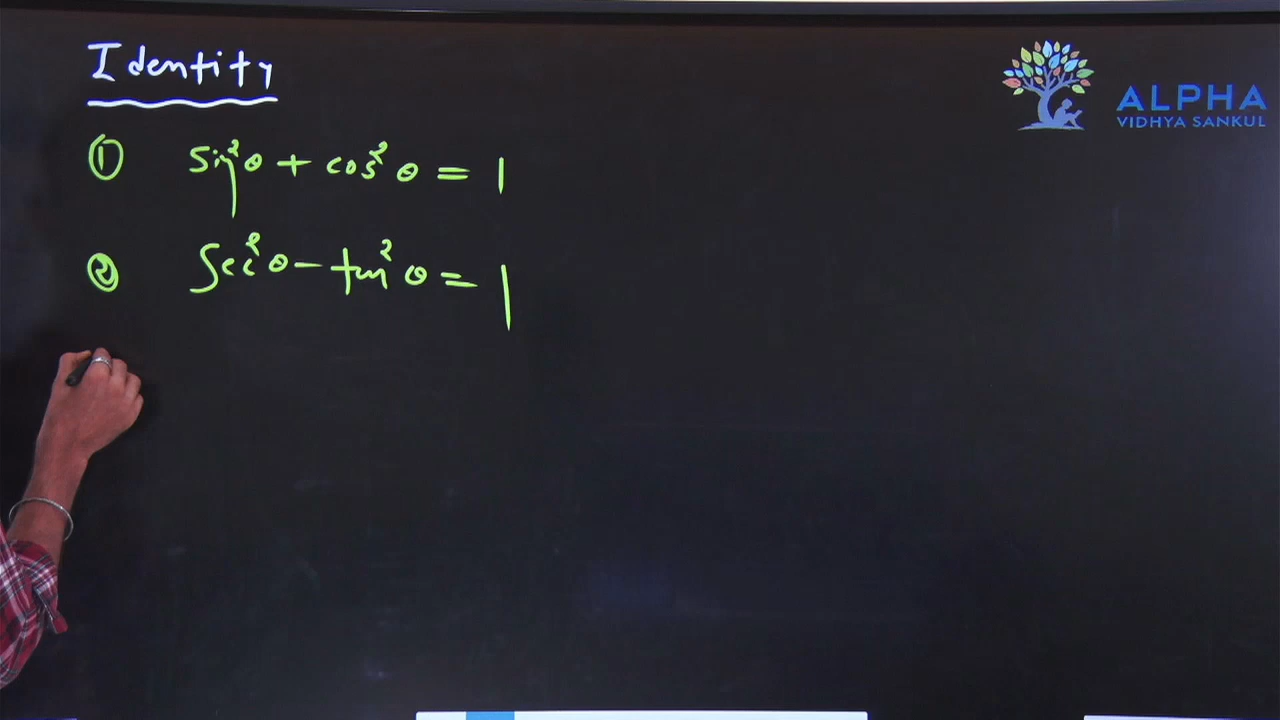 Identity
① sin²θ + cos²θ = 1
② sec²θ - tan²θ = 1
ALPHA
VIDHYA SANKUL